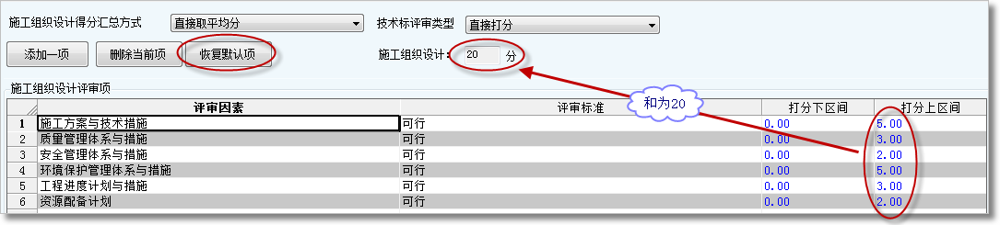 施工组织设计得分汇总方式 直接取平均分 技术标评审类型 直接打分
添加一项 删除当前项 恢复默认项 施工组织设计: 20 分
施工组织设计评审项
和为20
评审因素 评审标准 打分下区间 打分上区间
1 施工方案与技术措施 可行 0.00 5.00
2 质量管理体系与措施 可行 0.00 3.00
3 安全管理体系与措施 可行 0.00 2.00
4 环境保护管理体系与措施 可行 0.00 5.00
5 工程进度计划与措施 可行 0.00 3.00
6 资源配备计划 可行 0.00 2.00